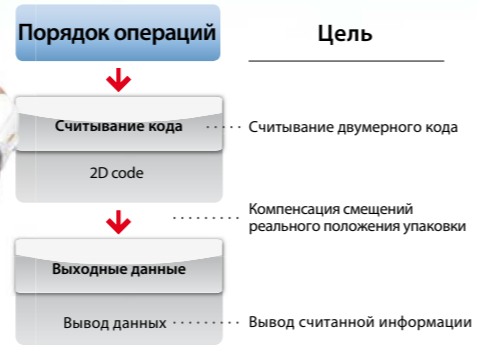 Порядок операций
Цель
Считывание кода
Считывание двумерного кода
2D code
Компенсация смещений
реального положения упаковки
Выходные данные
Вывод данных
Вывод считанной информации